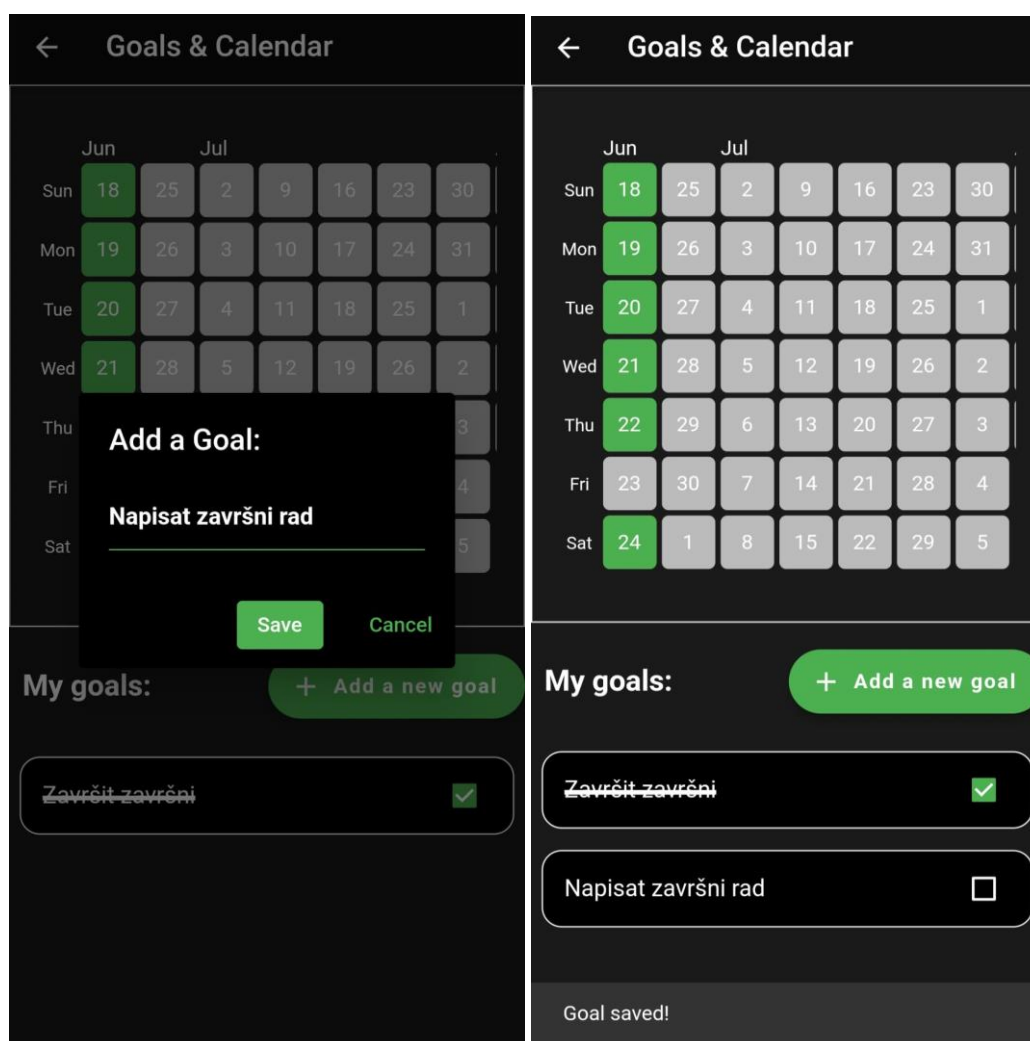 Goals & Calendar
Jun Jul
Sun 18 25 2 9 16 23 30
Mon 19 26 3 10 17 24 31
Tue 20 27 4 11 18 25 1
Wed 21 28 5 12 19 26 2
Thu 3
Fri 4
Sat 5
Add a Goal:
Napisat završni rad
Save Cancel
My goals: + Add a new goal
Završit završni
Goals & Calendar
Jun Jul
Sun 18 25 2 9 16 23 30
Mon 19 26 3 10 17 24 31
Tue 20 27 4 11 18 25 1
Wed 21 28 5 12 19 26 2
Thu 22 29 6 13 20 27 3
Fri 23 30 7 14 21 28 4
Sat 24 1 8 15 22 29 5
My goals: + Add a new goal
Završit završni
Napisat završni rad
Goal saved!